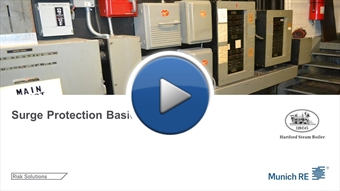 MAIN
Surge Protection Basi
Hartford Steam Boiler
Risk Solutions
Munich RE